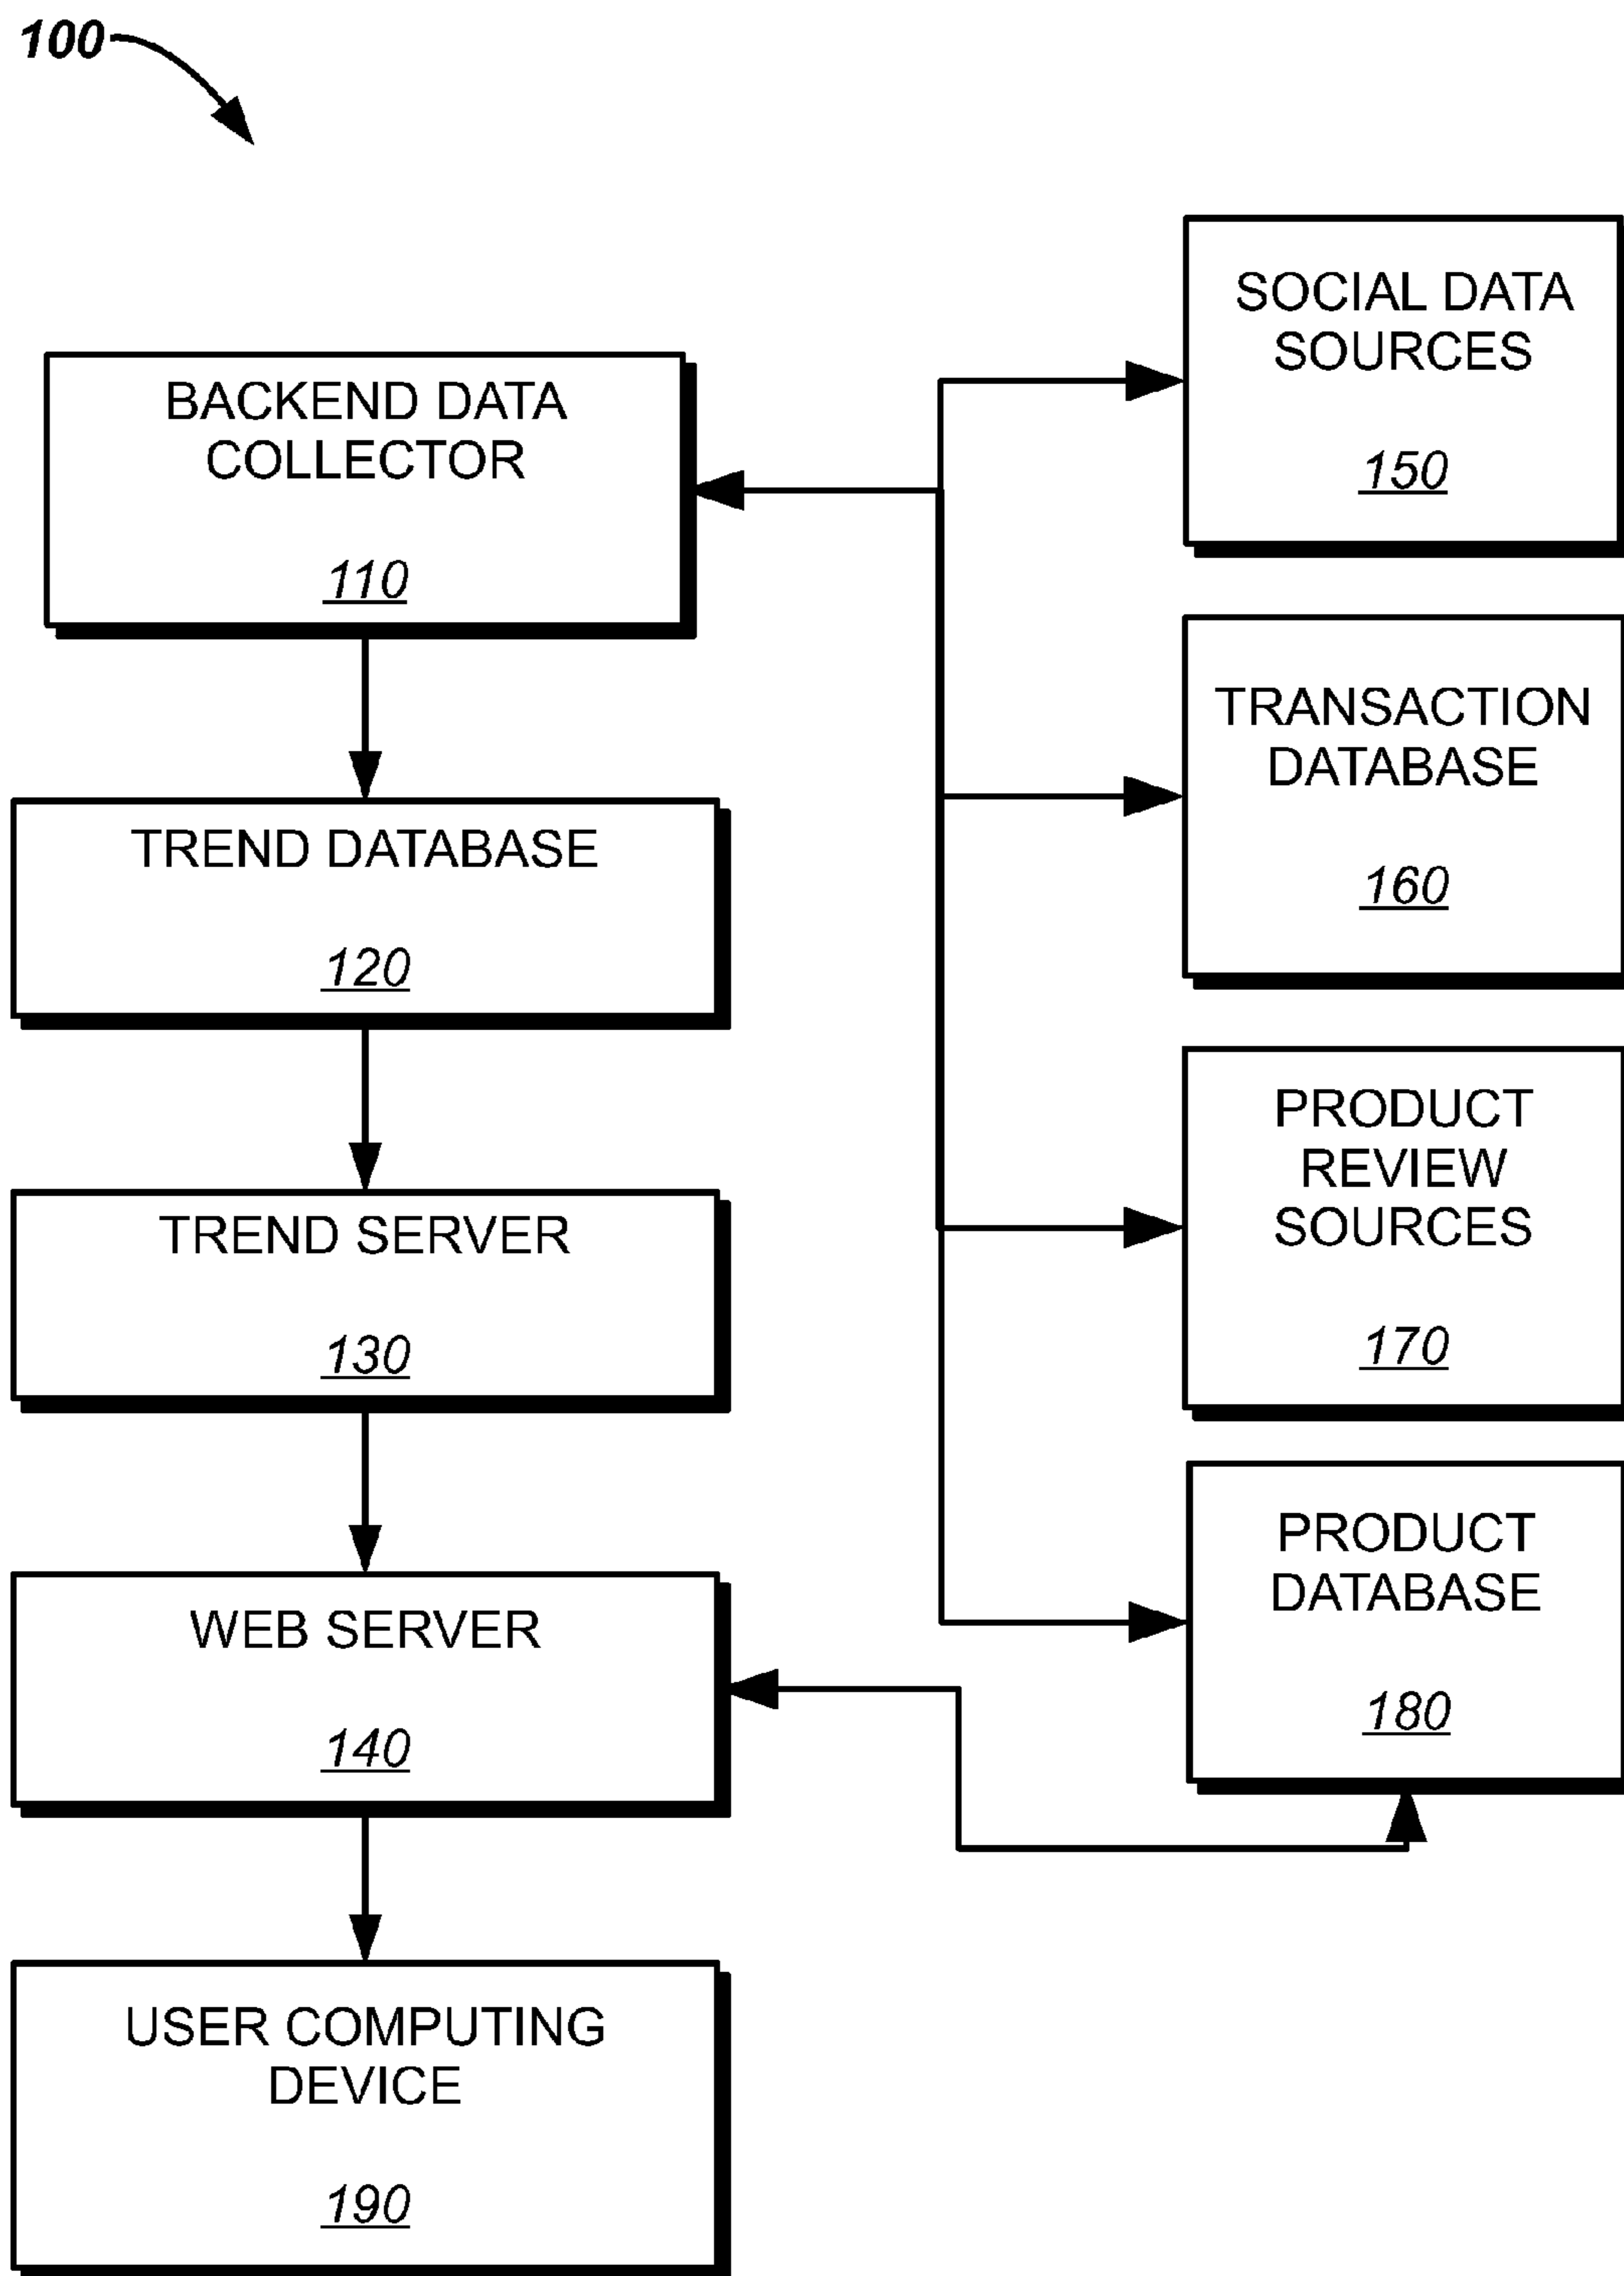 100
BACKEND DATA
COLLECTOR
110
TREND DATABASE
120
TREND SERVER
130
WEB SERVER
140
USER COMPUTING
DEVICE
190
SOCIAL DATA
SOURCES
150
TRANSACTION
DATABASE
160
PRODUCT
REVIEW
SOURCES
170
PRODUCT
DATABASE
180